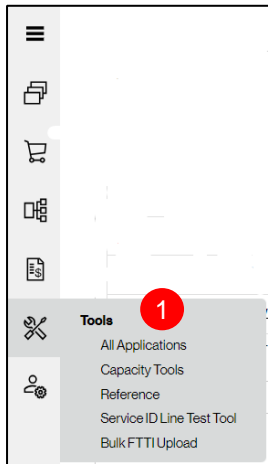 1
Tools
All Applications
Capacity Tools
Reference
Service ID Line Test Tool
Bulk FTTI Upload